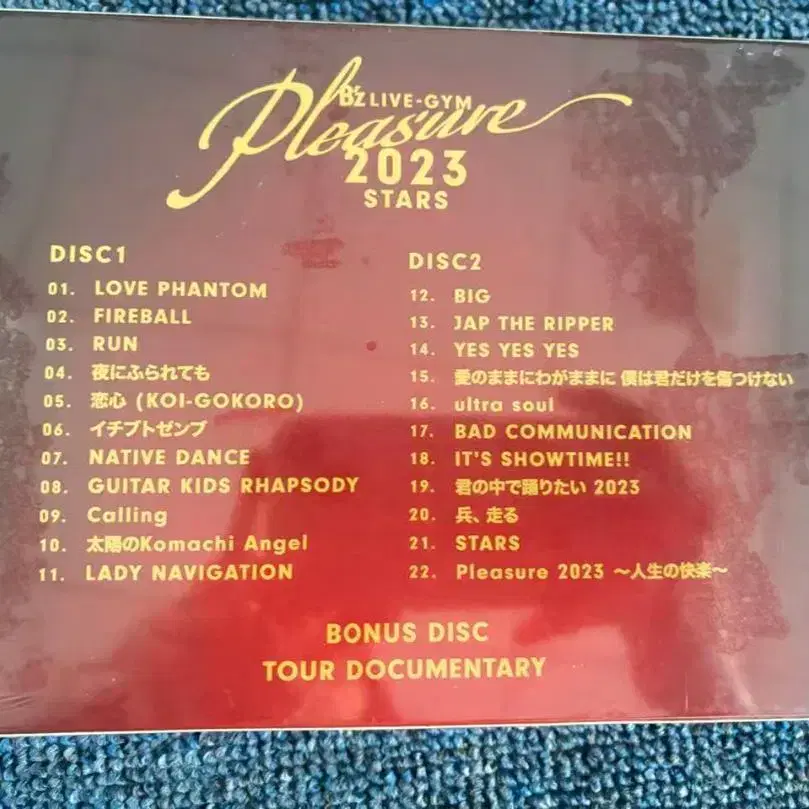 B'z LIVE-GYM
Pleasure
2023
STARS
DISC1
01. LOVE PHANTOM
02. FIREBALL
03. RUN
04. 夜にふられても
05. 恋心 (KOI-GOKORO)
06. イチブトゼンブ
07. NATIVE DANCE
08. GUITAR KIDS RHAPSODY
09. Calling
10. 太陽のKomachi Angel
11. LADY NAVIGATION
DISC2
12. BIG
13. JAP THE RIPPER
14. YES YES YES
15. 愛のままにわがままに 僕は君だけを傷つけない
16. ultra soul
17. BAD COMMUNICATION
18. IT'S SHOWTIME!!
19. 君の中で踊りたい 2023
20. 兵、走る
21. STARS
22. Pleasure 2023 〜人生の快楽〜
BONUS DISC
TOUR DOCUMENTARY